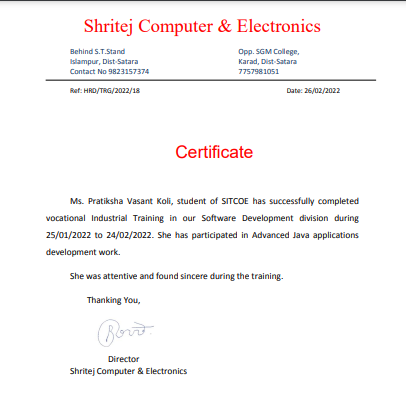 Shritej Computer & Electronics
Behind S.T.Stand
Islampur, Dist-Satara
Contact No 9823157374
Opp. SGM College,
Karad, Dist-Satara
7757981051
Ref: HRD/TRG/2022/18 Date: 26/02/2022
Certificate
Ms. Pratiksha Vasant Koli, student of SITCOE has successfully completed
vocational Industrial Training in our Software Development division during
25/01/2022 to 24/02/2022. She has participated in Advanced Java applications
development work.
She was attentive and found sincere during the training.
Thanking You,
Director
Shritej Computer & Electronics